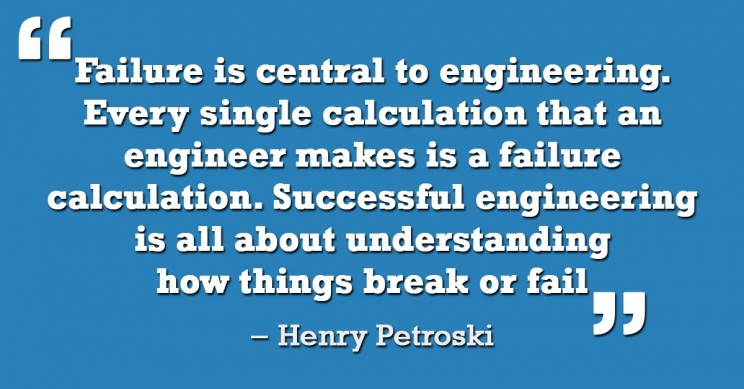 “Failure is central to engineering.
Every single calculation that an
engineer makes is a failure
calculation. Successful engineering
is all about understanding
how things break or fail”
– Henry Petroski